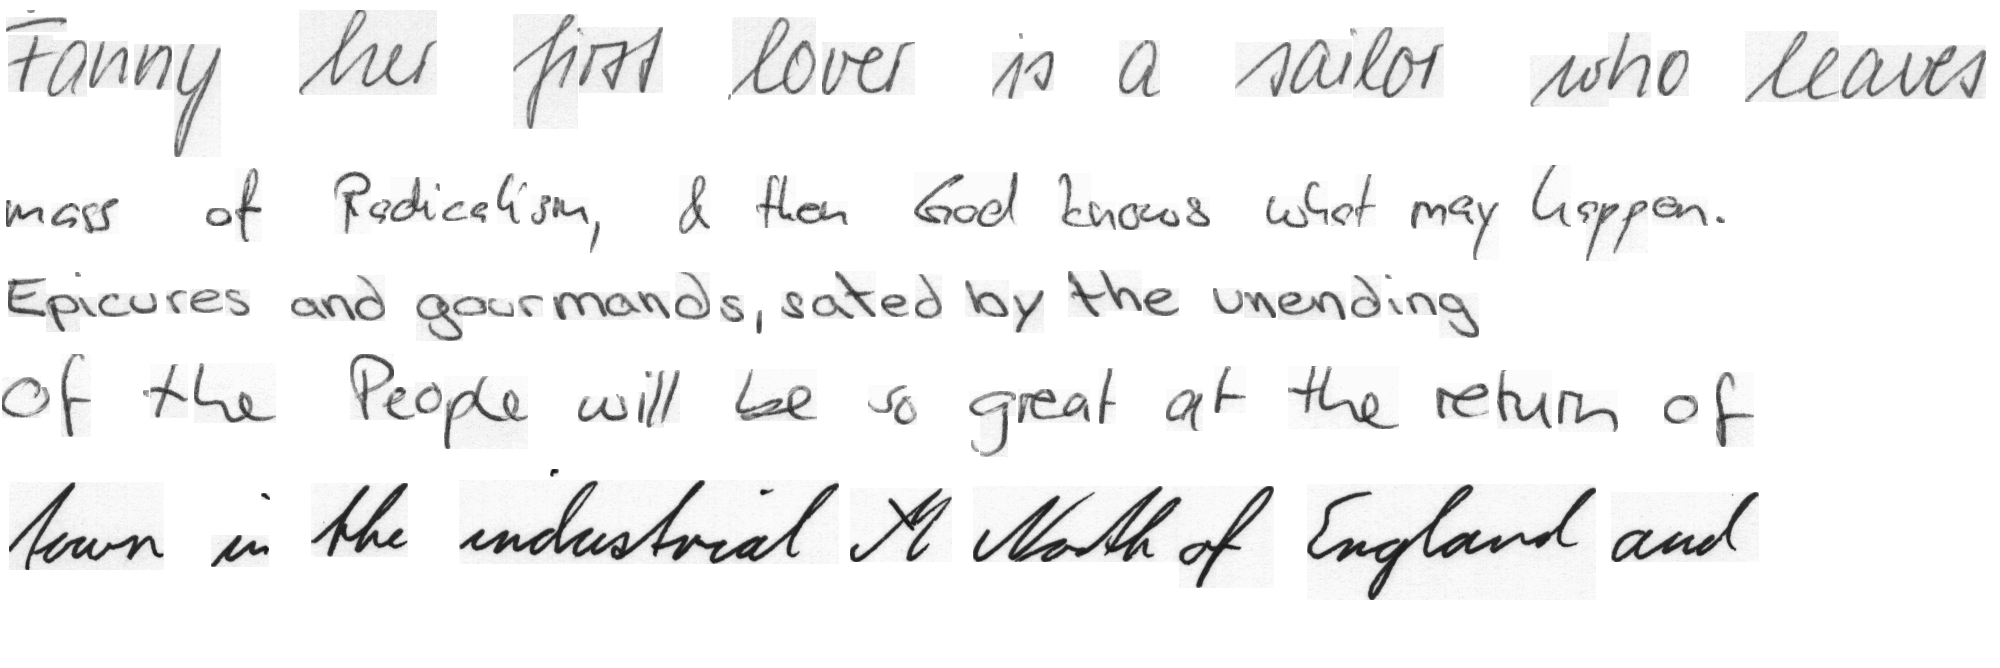 Fanny her first lover is a sailor who leaves
mass of Radicalism, & then God knows what may happen.
Epicures and gourmands, sated by the unending
of the People will be so great at the return of
town in the industrial North of England and